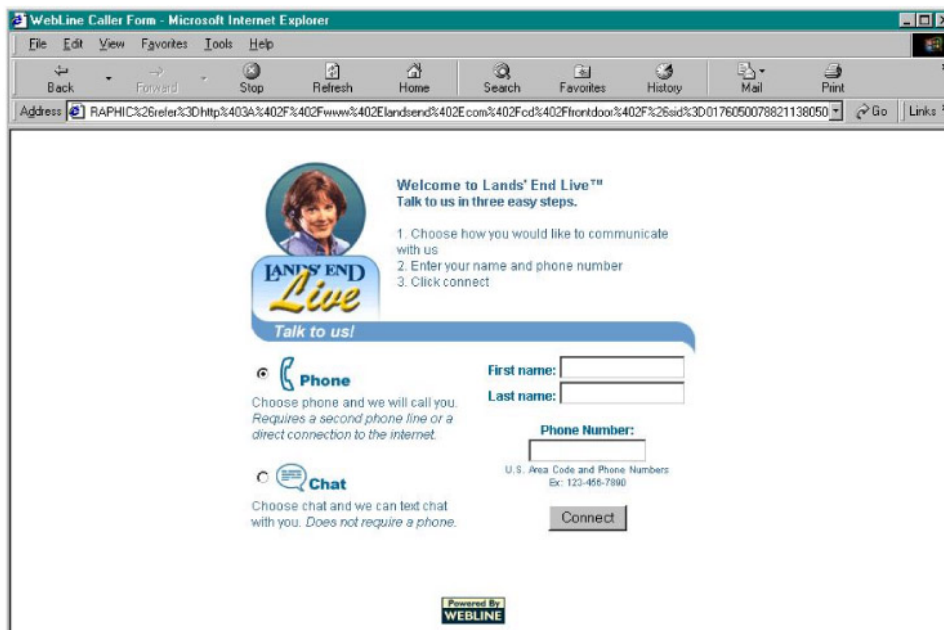 WebLine Caller Form - Microsoft Internet Explorer
File Edit View Favorites Tools Help
Back Forward Stop Refresh Home Search Favorites History Mail Print
Address RAPHIC%26refer%3Dhttp%403A%402F%402Fwww%402Elandsend%402Ecom%402Fcd%402Ffrontdoor%402F%26sid%3D0176050078821138050 Go Links »
Welcome to Lands' End Live™
Talk to us in three easy steps.
1. Choose how you would like to communicate
with us
2. Enter your name and phone number
3. Click connect
LANDS' END
Live
Talk to us!
Phone
Choose phone and we will call you.
Requires a second phone line or a
direct connection to the internet.
Chat
Choose chat and we can text chat
with you. Does not require a phone.
First name:
Last name:
Phone Number:
U.S. Area Code and Phone Numbers
Ex: 123-456-7890
Connect
Powered By
WEBLINE